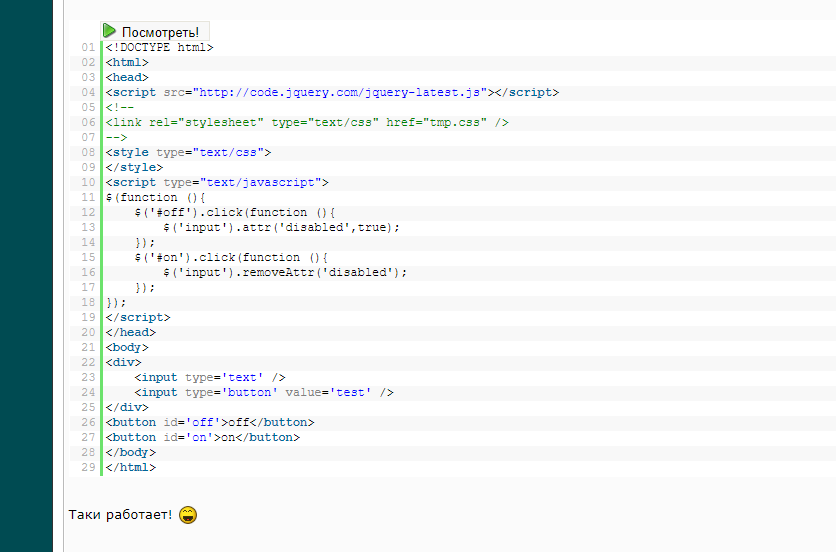 Посмотреть!
01 <!DOCTYPE html>
02 <html>
03 <head>
04 <script src="http://code.jquery.com/jquery-latest.js"></script>
05 <!--
06 <link rel="stylesheet" type="text/css" href="tmp.css" />
07 -->
08 <style type="text/css">
09 </style>
10 <script type="text/javascript">
11 $(function (){
12     $('#off').click(function (){
13         $('input').attr('disabled',true);
14     });
15     $('#on').click(function (){
16         $('input').removeAttr('disabled');
17     });
18 });
19 </script>
20 </head>
21 <body>
22 <div>
23     <input type='text' />
24     <input type='button' value='test' />
25 </div>
26 <button id='off'>off</button>
27 <button id='on'>on</button>
28 </body>
29 </html>
Таки работает!